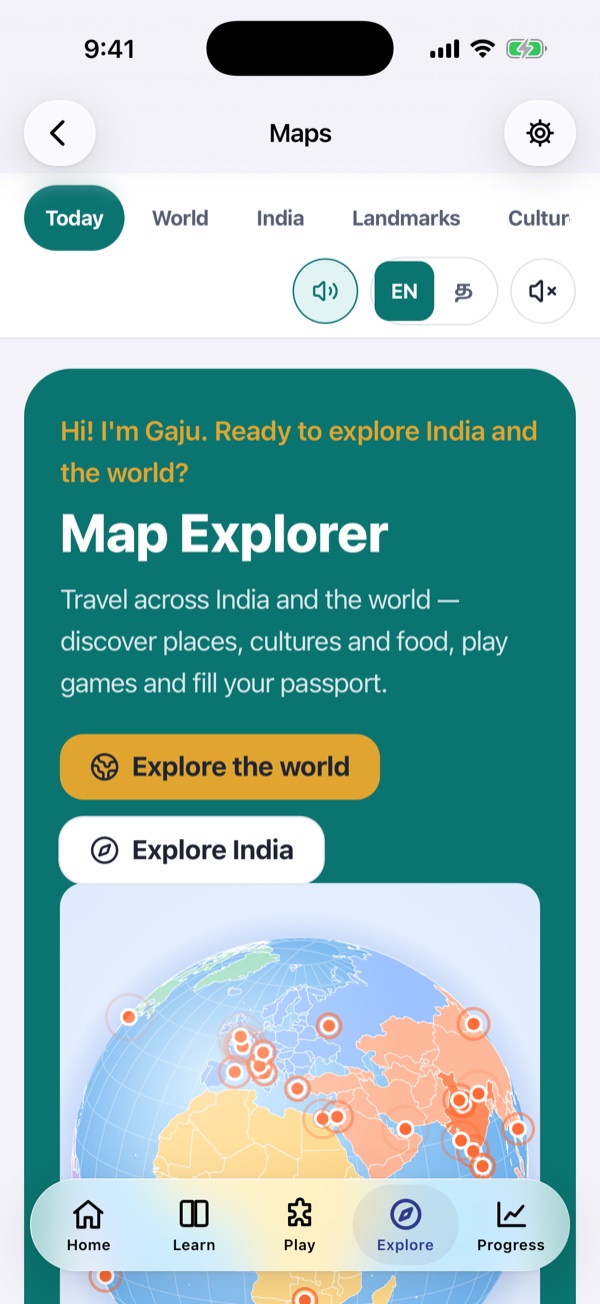 9:41
Maps
Today World India Landmarks Cultur
EN த
Hi! I'm Gaju. Ready to explore India and
the world?
Map Explorer
Travel across India and the world —
discover places, cultures and food, play
games and fill your passport.
Explore the world
Explore India
Home Learn Play Explore Progress